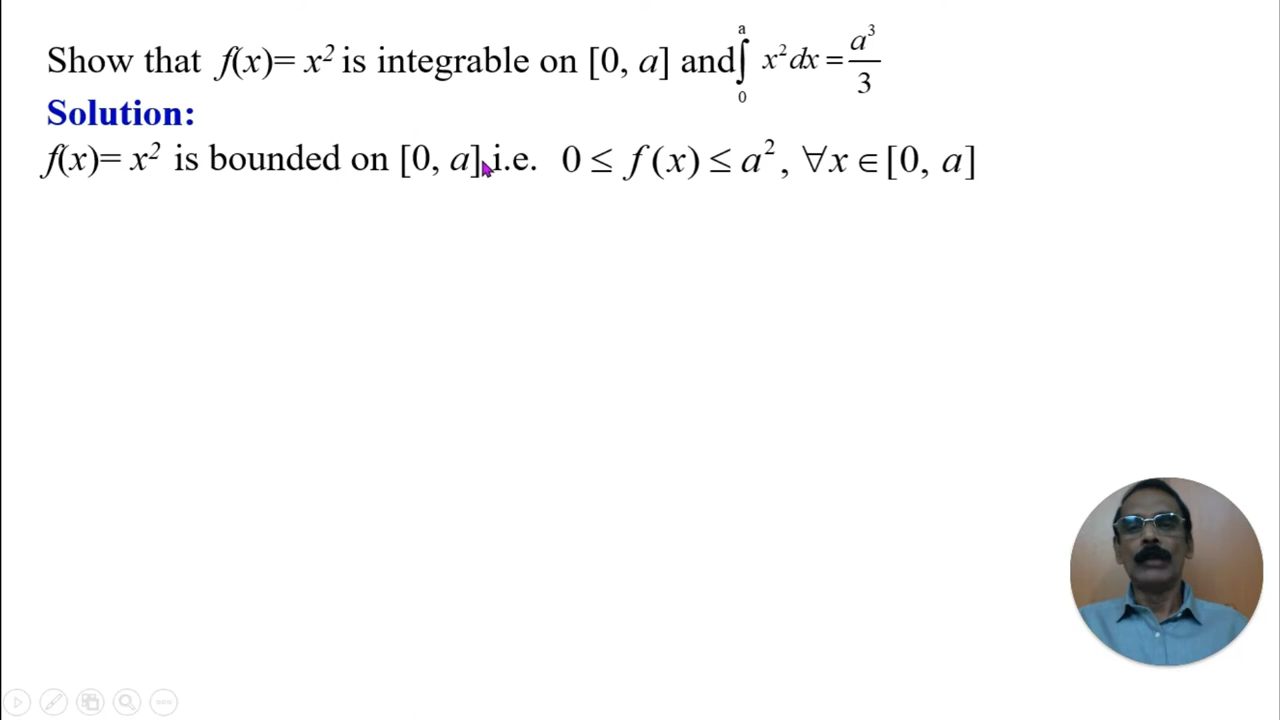 Show that f(x)= x² is integrable on [0, a] and ∫₀ᵃ x²dx = a³/3
Solution:
f(x)= x² is bounded on [0, a],i.e. 0 ≤ f(x) ≤ a², ∀x ∈ [0, a]